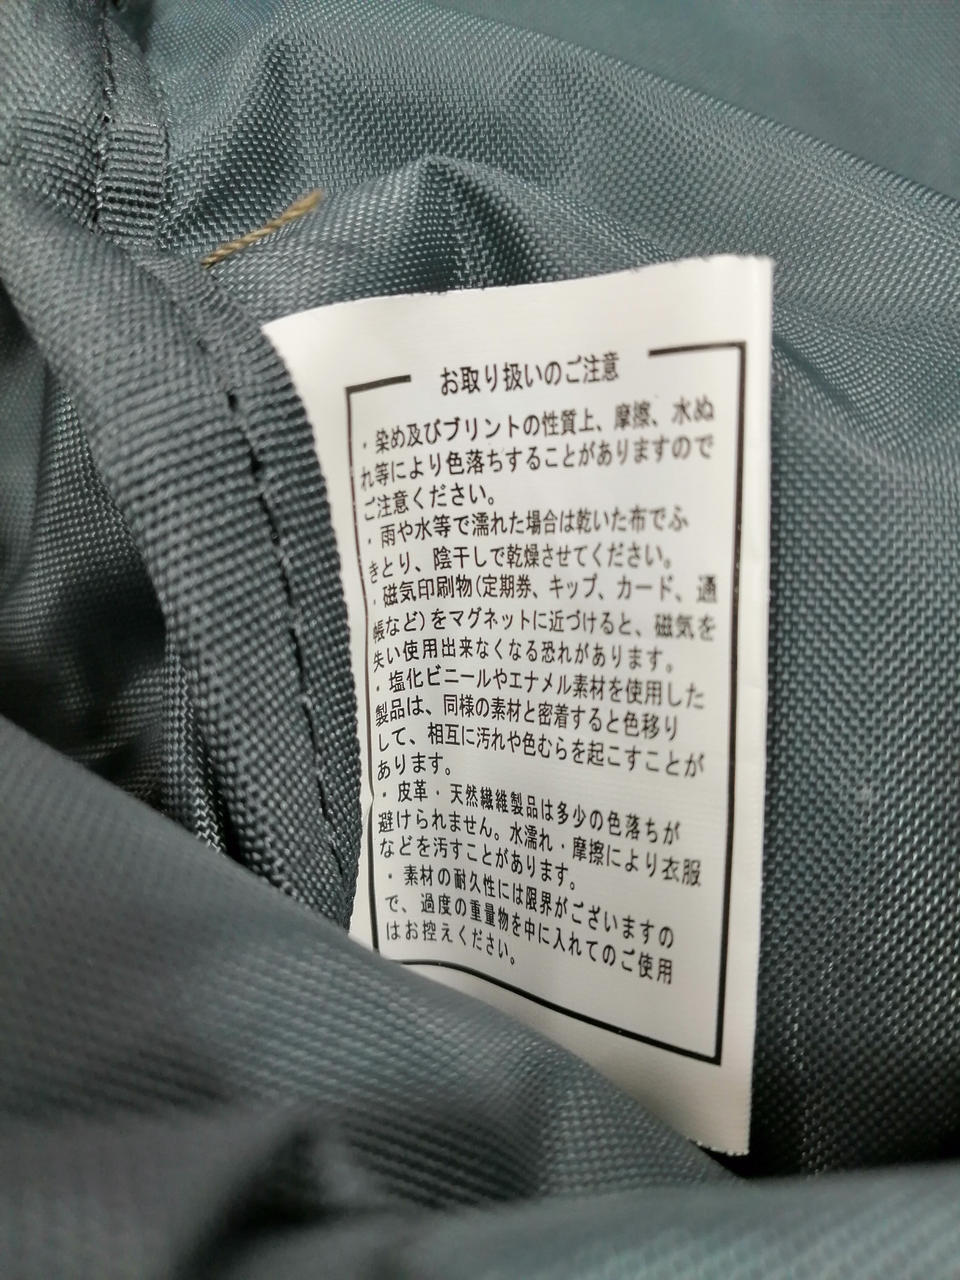 お取り扱いのご注意
・染め及びプリントの性質上、摩擦、水ぬ
れ等により色落ちすることがありますので
ご注意ください。
・雨や水等で濡れた場合は乾いた布でふ
きとり、陰干しで乾燥させてください。
・磁気印刷物(定期券、キップ、カード、通
帳など)をマグネットに近づけると、磁気を
失い使用出来なくなる恐れがあります。
・塩化ビニールやエナメル素材を使用した
製品は、同様の素材と密着すると色移り
して、相互に汚れや色むらを起こすことが
あります。
・皮革・天然繊維製品は多少の色落ちが
避けられません。水濡れ・摩擦により衣服
などを汚すことがあります。
・素材の耐久性には限界がございますの
で、過度の重量物を中に入れてのご使用
はお控えください。